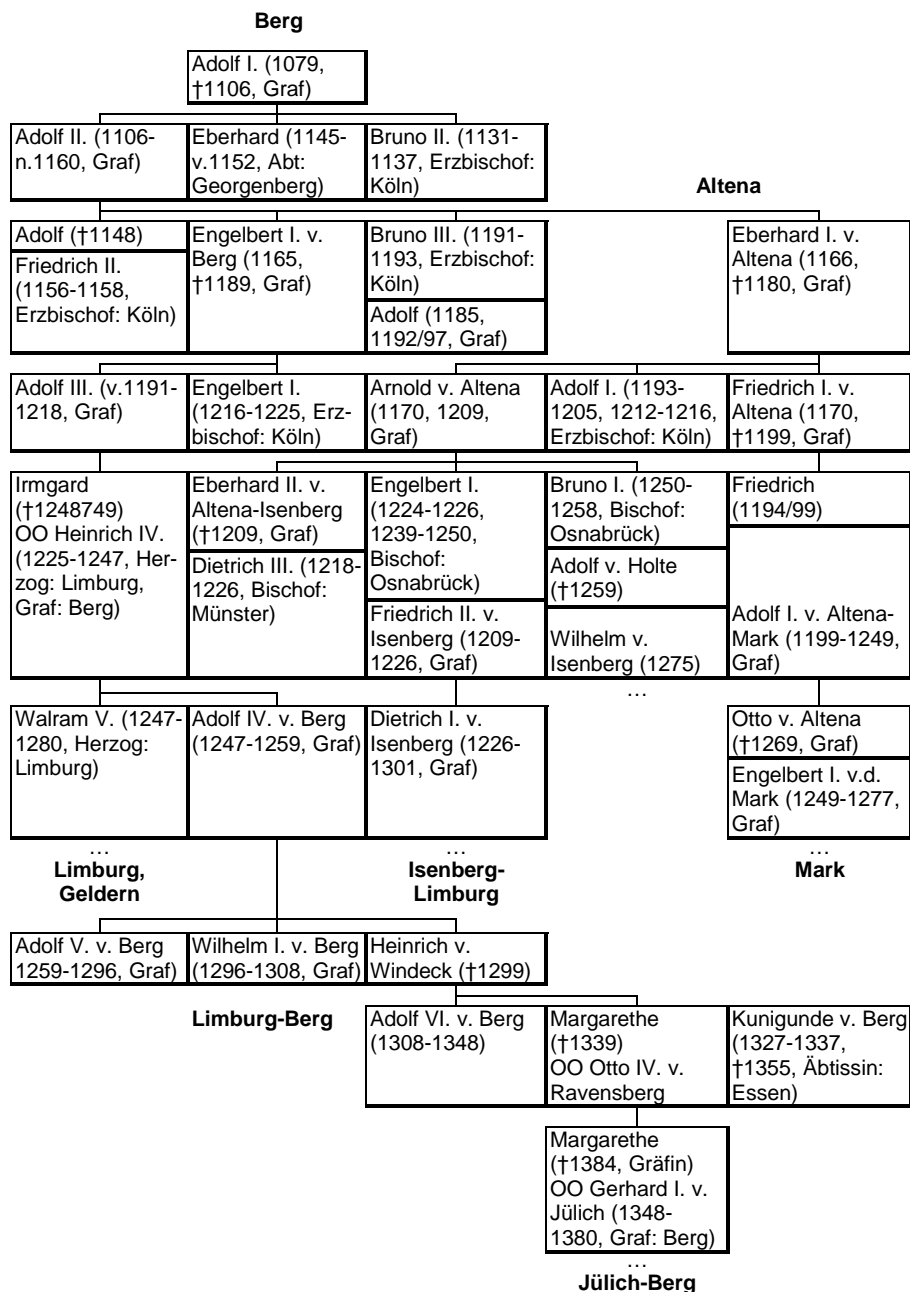 Berg
Adolf I. (1079,
†1106, Graf)
Adolf II. (1106-
n.1160, Graf)
Eberhard (1145-
v.1152, Abt:
Georgenberg)
Bruno II. (1131-
1137, Erzbischof:
Köln)
Altena
Adolf (†1148)
Friedrich II.
(1156-1158,
Erzbischof: Köln)
Engelbert I. v.
Berg (1165,
†1189, Graf)
Bruno III. (1191-
1193, Erzbischof:
Köln)
Adolf (1185,
1192/97, Graf)
Eberhard I. v.
Altena (1166,
†1180, Graf)
Adolf III. (v.1191-
1218, Graf)
Engelbert I.
(1216-1225, Erz-
bischof: Köln)
Arnold v. Altena
(1170, 1209,
Graf)
Adolf I. (1193-
1205, 1212-1216,
Erzbischof: Köln)
Friedrich I. v.
Altena (1170,
†1199, Graf)
Irmgard
(†1248749)
OO Heinrich IV.
(1225-1247, Her-
zog: Limburg,
Graf: Berg)
Eberhard II. v.
Altena-Isenberg
(†1209, Graf)
Dietrich III. (1218-
1226, Bischof:
Münster)
Engelbert I.
(1224-1226,
1239-1250,
Bischof:
Osnabrück)
Friedrich II. v.
Isenberg (1209-
1226, Graf)
Bruno I. (1250-
1258, Bischof:
Osnabrück)
Adolf v. Holte
(†1259)
Wilhelm v.
Isenberg (1275)
…
Friedrich
(1194/99)
Adolf I. v. Altena-
Mark (1199-1249,
Graf)
Walram V. (1247-
1280, Herzog:
Limburg)
Adolf IV. v. Berg
(1247-1259, Graf)
Dietrich I. v.
Isenberg (1226-
1301, Graf)
Otto v. Altena
(†1269, Graf)
Engelbert I. v.d.
Mark (1249-1277,
Graf)
…
Limburg,
Geldern
…
Isenberg-
Limburg
…
Mark
Adolf V. v. Berg
1259-1296, Graf)
Wilhelm I. v. Berg
(1296-1308, Graf)
Heinrich v.
Windeck (†1299)
Limburg-Berg
Adolf VI. v. Berg
(1308-1348)
Margarethe
(†1339)
OO Otto IV. v.
Ravensberg
Kunigunde v. Berg
(1327-1337,
†1355, Äbtissin:
Essen)
Margarethe
(†1384, Gräfin)
OO Gerhard I. v.
Jülich (1348-
1380, Graf: Berg)
…
Jülich-Berg